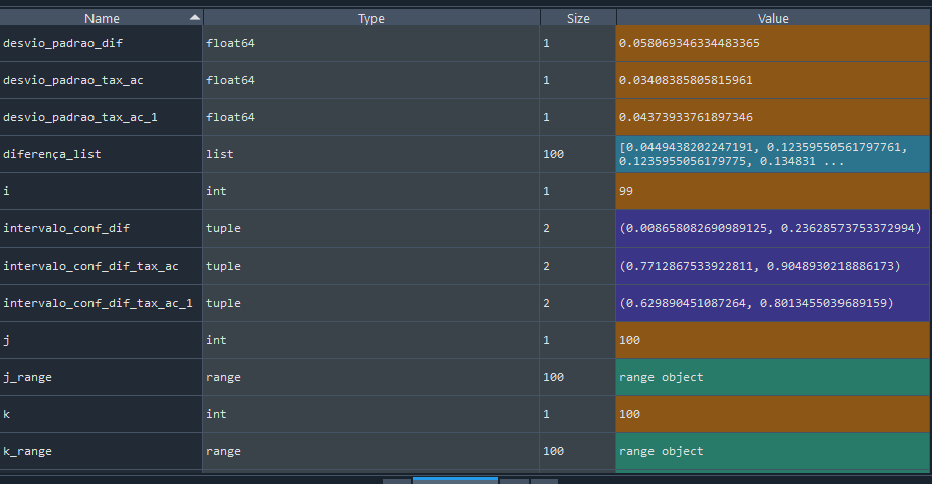 Name Type Size Value
desvio_padrao_dif float64 1 0.058069346334483365
desvio_padrao_tax_ac float64 1 0.03408385805815961
desvio_padrao_tax_ac_1 float64 1 0.04373933761897346
diferença_list list 100 [0.0449438202247191, 0.12359550561797761,
0.1235955056179775, 0.134831 ...
i int 1 99
intervalo_conf_dif tuple 2 (0.008658082690989125, 0.23628573753372994)
intervalo_conf_dif_tax_ac tuple 2 (0.7712867533922811, 0.9048930218886173)
intervalo_conf_dif_tax_ac_1 tuple 2 (0.629890451087264, 0.8013455039689159)
j int 1 100
j_range range 100 range object
k int 1 100
k_range range 100 range object